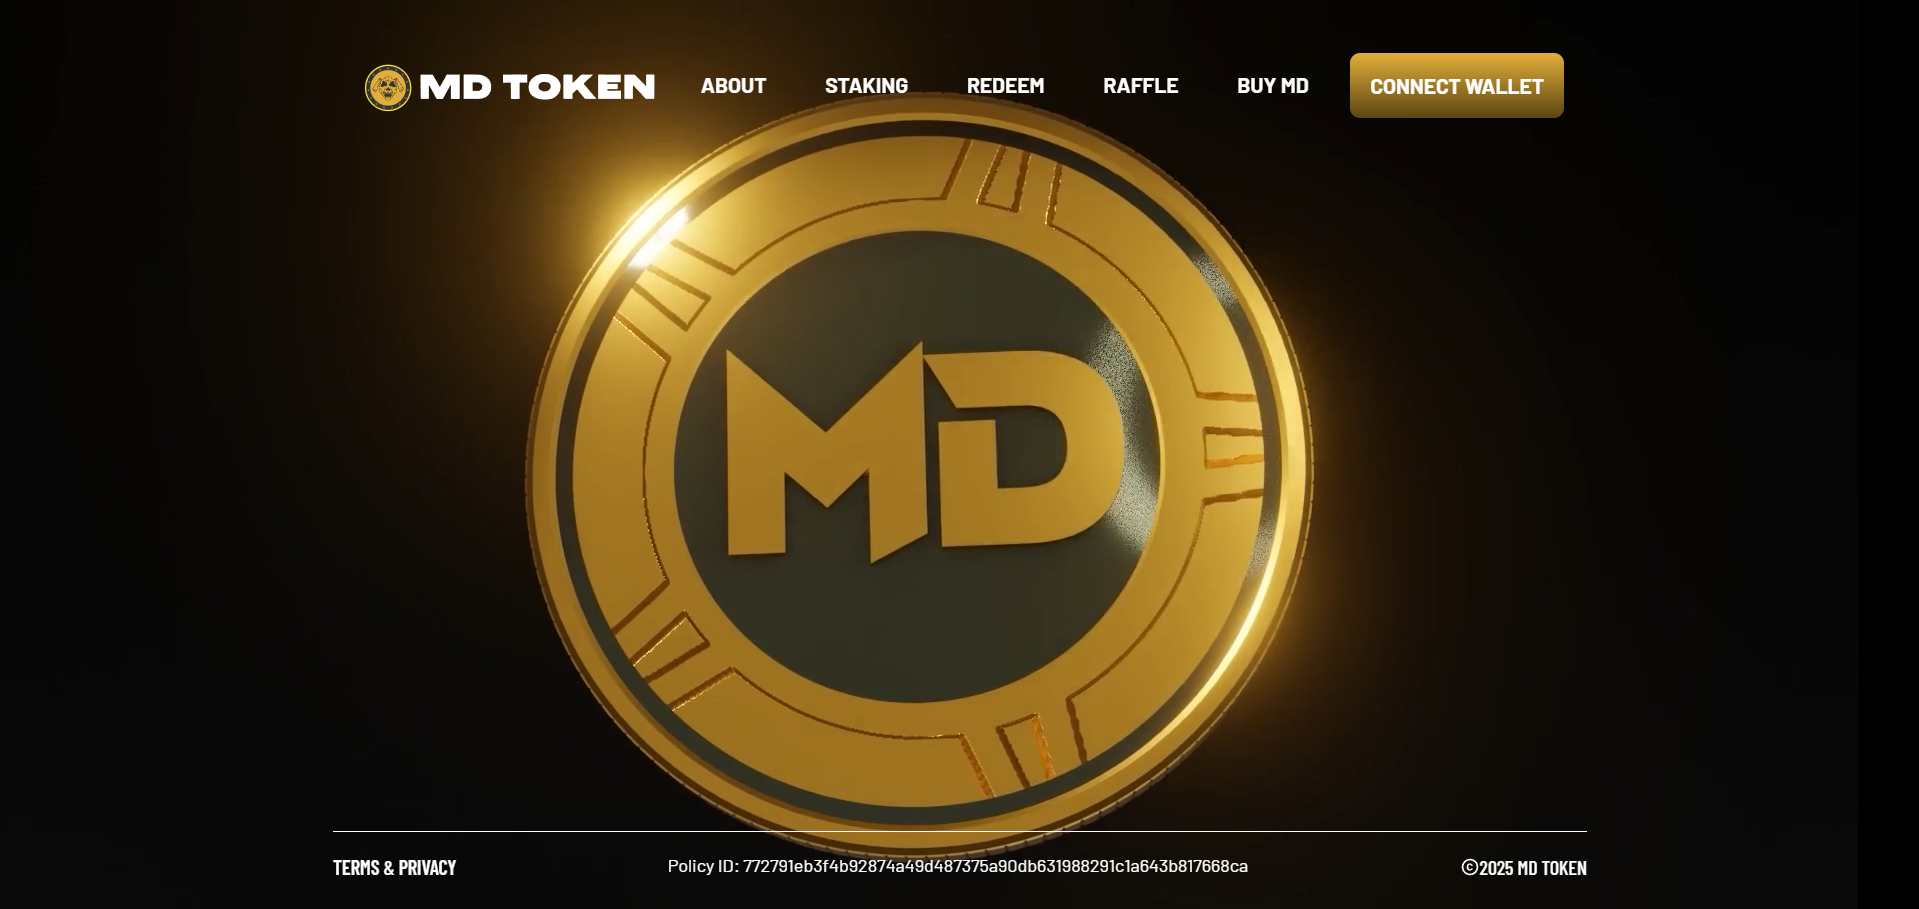 MD TOKEN
ABOUT
STAKING
REDEEM
RAFFLE
BUY MD
CONNECT WALLET
MD
TERMS & PRIVACY
Policy ID: 772791eb3f4b92874a49d487375a90db631988291c1a643b817668ca
©2025 MD TOKEN